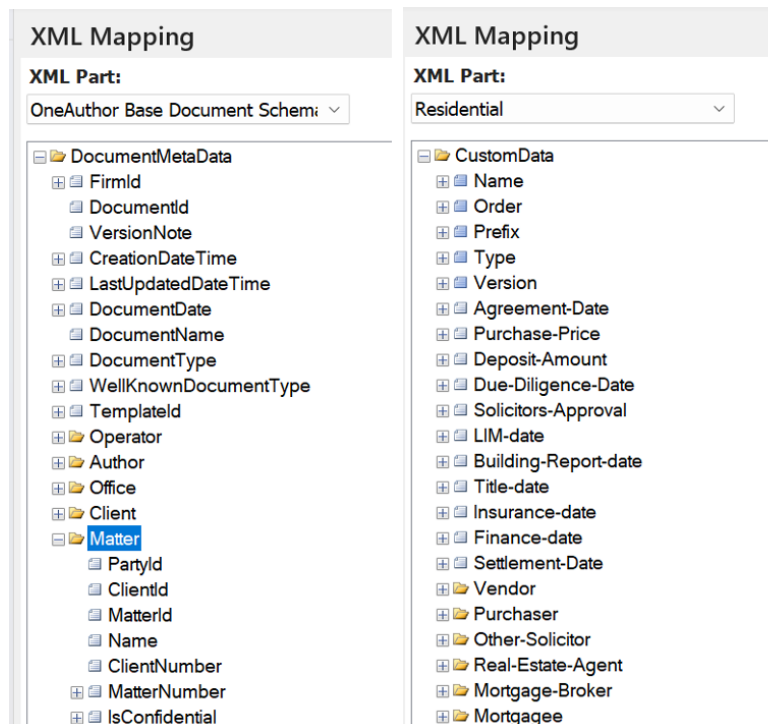 XML Mapping
XML Part:
OneAuthor Base Document Schema
DocumentMetaData
FirmId
DocumentId
VersionNote
CreationDateTime
LastUpdatedDateTime
DocumentDate
DocumentName
DocumentType
WellKnownDocumentType
TemplateId
Operator
Author
Office
Client
Matter
PartyId
ClientId
MatterId
Name
ClientNumber
MatterNumber
IsConfidential
XML Mapping
XML Part:
Residential
CustomData
Name
Order
Prefix
Type
Version
Agreement-Date
Purchase-Price
Deposit-Amount
Due-Diligence-Date
Solicitors-Approval
LIM-date
Building-Report-date
Title-date
Insurance-date
Finance-date
Settlement-Date
Vendor
Purchaser
Other-Solicitor
Real-Estate-Agent
Mortgage-Broker
Mortgagee